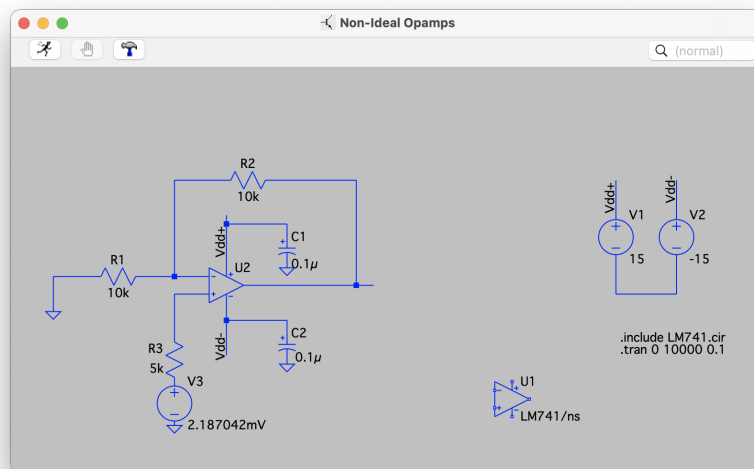 Non-Ideal Opamps
(normal)
R2
10k
Vdd+
C1
0.1µ
U2
R1
10k
Vdd-
C2
0.1µ
R3
5k
V3
2.187042mV
Vdd+
Vdd-
V1
15
V2
-15
.include LM741.cir
.tran 0 10000 0.1
U1
LM741/ns